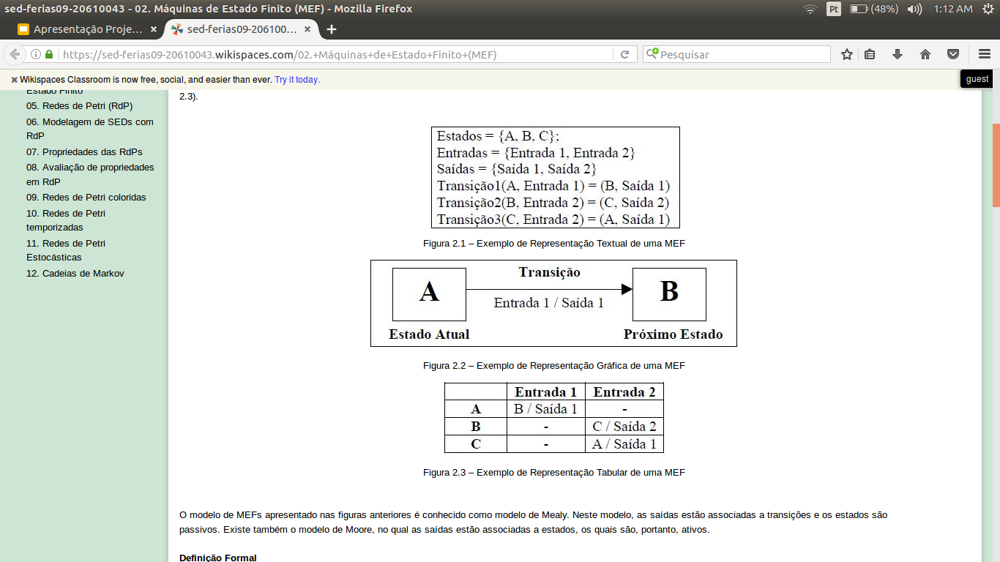 sed-ferias09-20610043 - 02. Máquinas de Estado Finito (MEF) - Mozilla Firefox
Pt (48%) 1:12 AM
Apresentação Proje... × sed-ferias09-206100... × +
https://sed-ferias09-20610043.wikispaces.com/02.+Máquinas+de+Estado+Finito+(MEF)
Pesquisar
Wikispaces Classroom is now free, social, and easier than ever. Try it today.
guest
Estado Finito
05. Redes de Petri (RdP)
06. Modelagem de SEDs com
RdP
07. Propriedades das RdPs
08. Avaliação de propriedades
em RdP
09. Redes de Petri coloridas
10. Redes de Petri
temporizadas
11. Redes de Petri
Estocásticas
12. Cadeias de Markov
2.3).
Estados = {A, B, C};
Entradas = {Entrada 1, Entrada 2}
Saídas = {Saída 1, Saída 2}
Transição1(A, Entrada 1) = (B, Saída 1)
Transição2(B, Entrada 2) = (C, Saída 2)
Transição3(C, Entrada 2) = (A, Saída 1)
Figura 2.1 – Exemplo de Representação Textual de uma MEF
Transição
A B
Entrada 1 / Saída 1
Estado Atual Próximo Estado
Figura 2.2 – Exemplo de Representação Gráfica de uma MEF
Entrada 1 Entrada 2
A B / Saída 1 -
B - C / Saída 2
C - A / Saída 1
Figura 2.3 – Exemplo de Representação Tabular de uma MEF
O modelo de MEFs apresentado nas figuras anteriores é conhecido como modelo de Mealy. Neste modelo, as saídas estão associadas a transições e os estados são
passivos. Existe também o modelo de Moore, no qual as saídas estão associadas a estados, os quais são, portanto, ativos.
Definição Formal